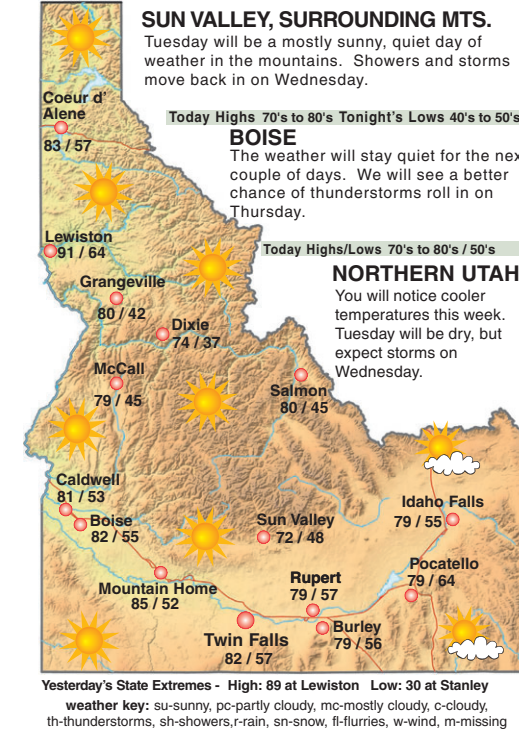 SUN VALLEY, SURROUNDING MTS.
Tuesday will be a mostly sunny, quiet day of
weather in the mountains. Showers and storms
move back in on Wednesday.
Today Highs 70's to 80's Tonight's Lows 40's to 50's
BOISE
The weather will stay quiet for the nex
couple of days. We will see a better
chance of thunderstorms roll in on
Thursday.
Today Highs/Lows 70's to 80's / 50's
NORTHERN UTAH
You will notice cooler
temperatures this week.
Tuesday will be dry, but
expect storms on
Wednesday.
Coeur d'
Alene
83 / 57
Lewiston
91 / 64
Grangeville
80 / 42
Dixie
74 / 37
McCall
79 / 45
Salmon
80 / 45
Caldwell
81 / 53
Boise
82 / 55
Sun Valley
72 / 48
Idaho Falls
79 / 55
Pocatello
79 / 64
Mountain Home
85 / 52
Rupert
79 / 57
Burley
79 / 56
Twin Falls
82 / 57
Yesterday's State Extremes - High: 89 at Lewiston Low: 30 at Stanley
weather key: su-sunny, pc-partly cloudy, mc-mostly cloudy, c-cloudy,
th-thunderstorms, sh-showers,r-rain, sn-snow, fl-flurries, w-wind, m-missing